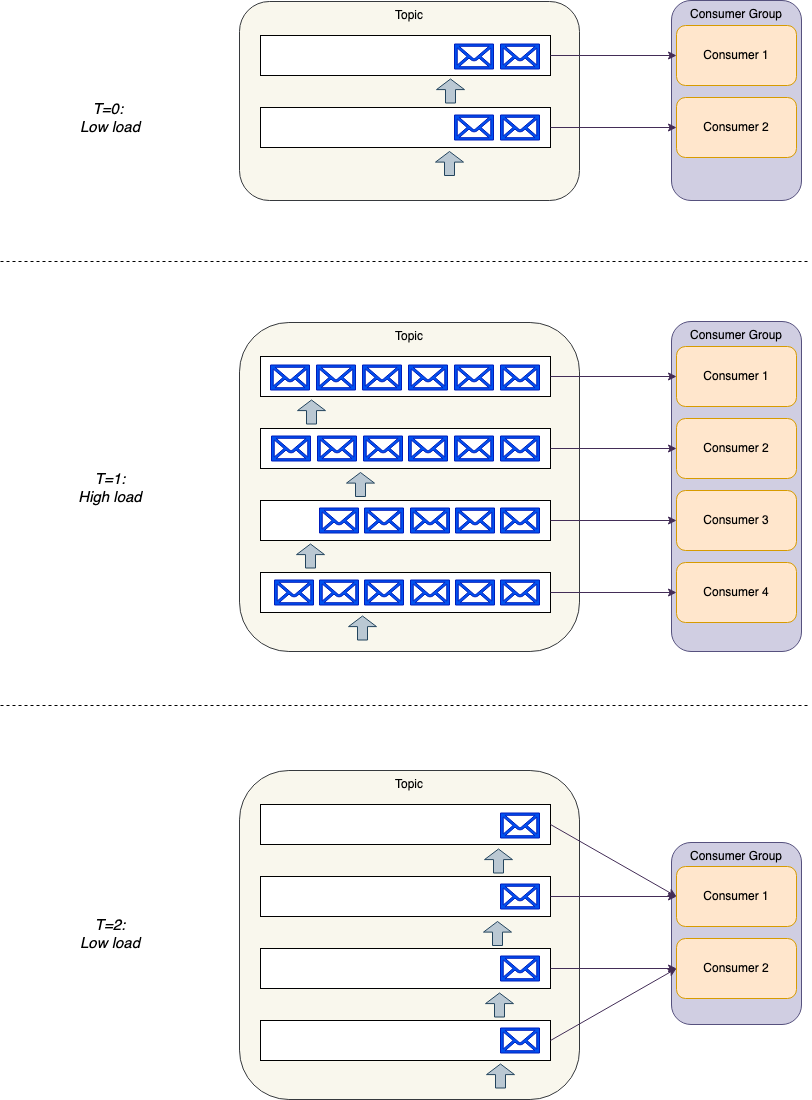 Topic
Consumer Group
Consumer 1
T=0:
Low load
Consumer 2
Topic
Consumer Group
Consumer 1
Consumer 2
T=1:
High load
Consumer 3
Consumer 4
Topic
Consumer Group
Consumer 1
T=2:
Low load
Consumer 2